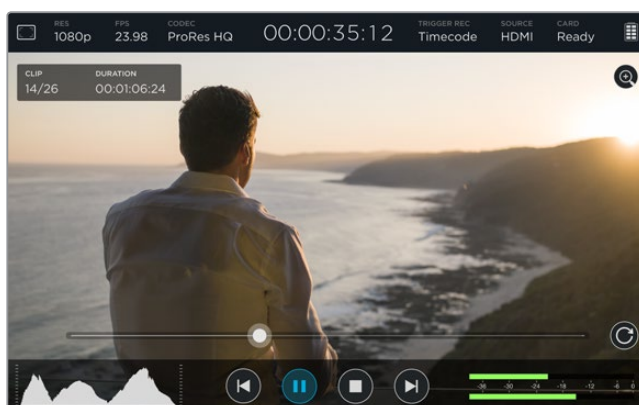 RES FPS CODEC TRIGGER REC SOURCE CARD
1080p 23.98 ProRes HQ 00:00:35:12 Timecode HDMI Ready
CLIP DURATION
14/26 00:01:06:24
-36 -30 -24 -18 -12 -6 0